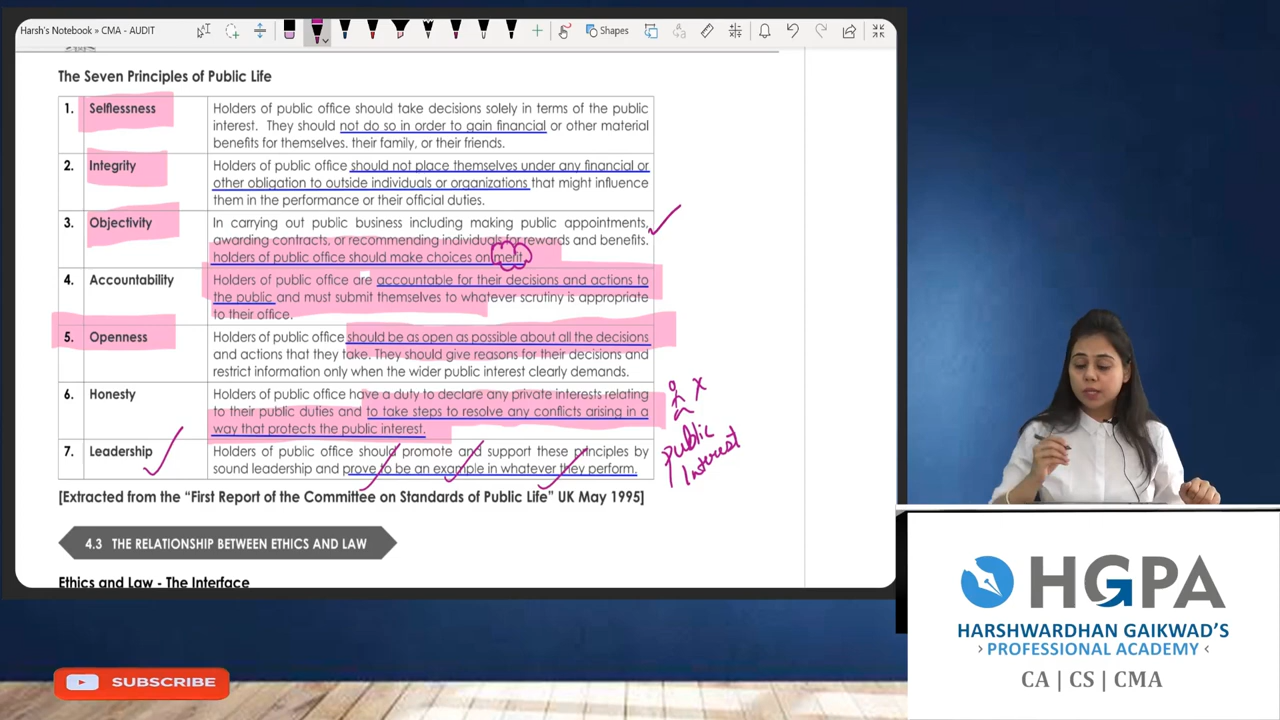 Harsh's Notebook » CMA - AUDIT
Shapes
The Seven Principles of Public Life
1. Selflessness
Holders of public office should take decisions solely in terms of the public
interest. They should not do so in order to gain financial or other material
benefits for themselves. their family, or their friends.
2. Integrity
Holders of public office should not place themselves under any financial or
other obligation to outside individuals or organizations that might influence
them in the performance or their official duties.
3. Objectivity
In carrying out public business including making public appointments,
awarding contracts, or recommending individuals for rewards and benefits.
holders of public office should make choices on merit.
4. Accountability
Holders of public office are accountable for their decisions and actions to
the public and must submit themselves to whatever scrutiny is appropriate
to their office.
5. Openness
Holders of public office should be as open as possible about all the decisions
and actions that they take. They should give reasons for their decisions and
restrict information only when the wider public interest clearly demands.
6. Honesty
Holders of public office have a duty to declare any private interests relating
to their public duties and to take steps to resolve any conflicts arising in a
way that protects the public interest.
public
Interest
7. Leadership
Holders of public office should promote and support these principles by
sound leadership and prove to be an example in whatever they perform.
[Extracted from the “First Report of the Committee on Standards of Public Life” UK May 1995]
4.3 THE RELATIONSHIP BETWEEN ETHICS AND LAW
Ethics and Law - The Interface
SUBSCRIBE
HGPA
HARSHWARDHAN GAIKWAD'S
› PROFESSIONAL ACADEMY ‹
CA | CS | CMA